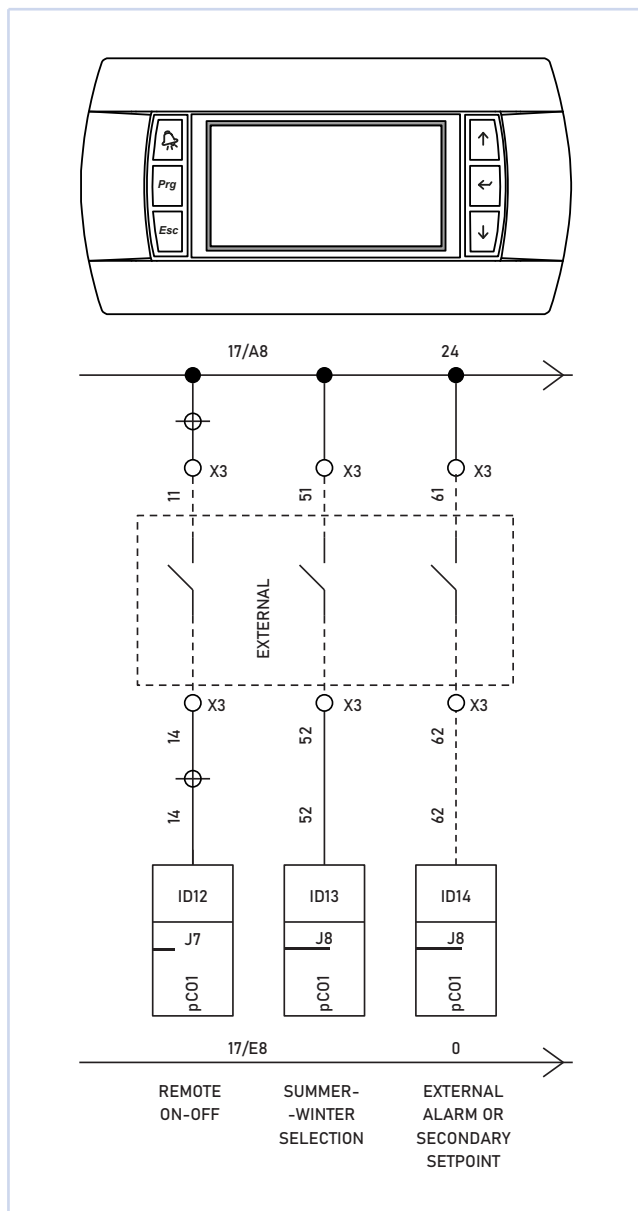 Prg
Esc
17/A8 24
X3 X3 X3
11 51 61
EXTERNAL
X3 X3 X3
14 52 62
14 52 62
ID12 ID13 ID14
J7 J8 J8
pCO1 pCO1 pCO1
17/E8 0
REMOTE
ON-OFF
SUMMER-
-WINTER
SELECTION
EXTERNAL
ALARM OR
SECONDARY
SETPOINT